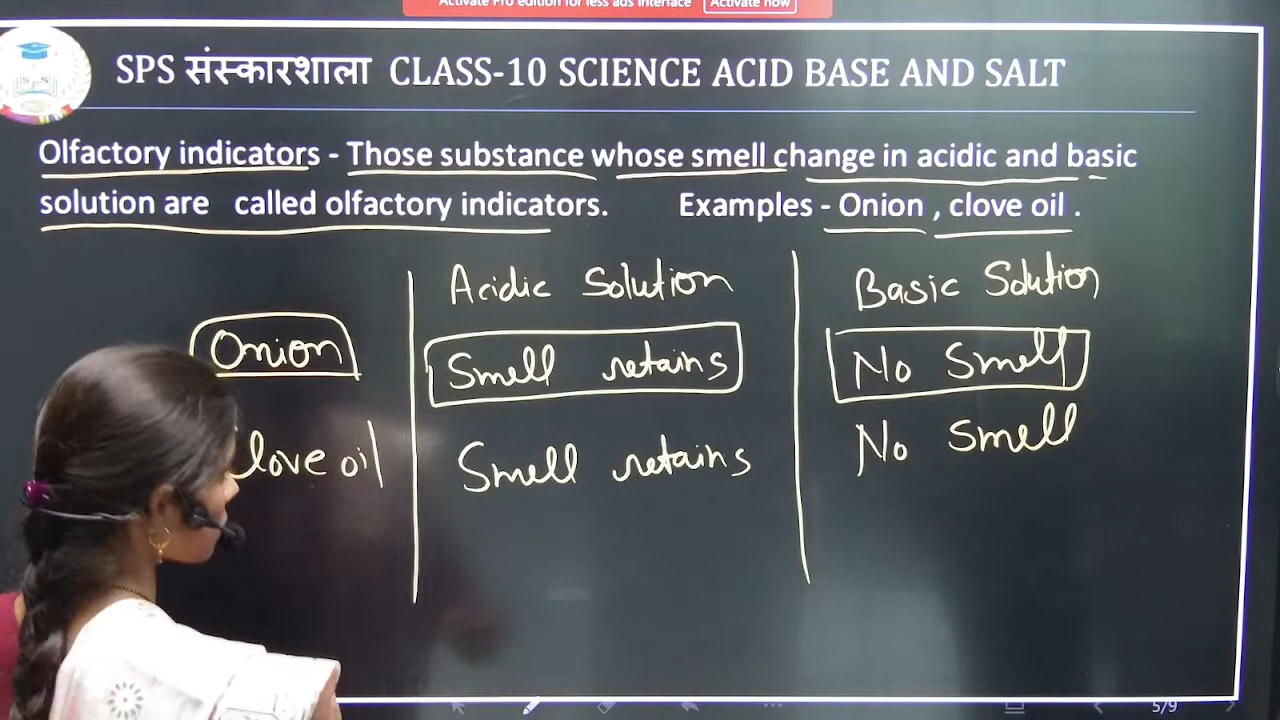 Activate Pro edition for less ads interface Activate now
SPS संस्कारशाला CLASS-10 SCIENCE ACID BASE AND SALT
Olfactory indicators - Those substance whose smell change in acidic and basic
solution are called olfactory indicators. Examples - Onion , clove oil .
Acidic Solution Basic Solution
Onion Smell retains No Smell
love oil Smell retains No Smell
5/9